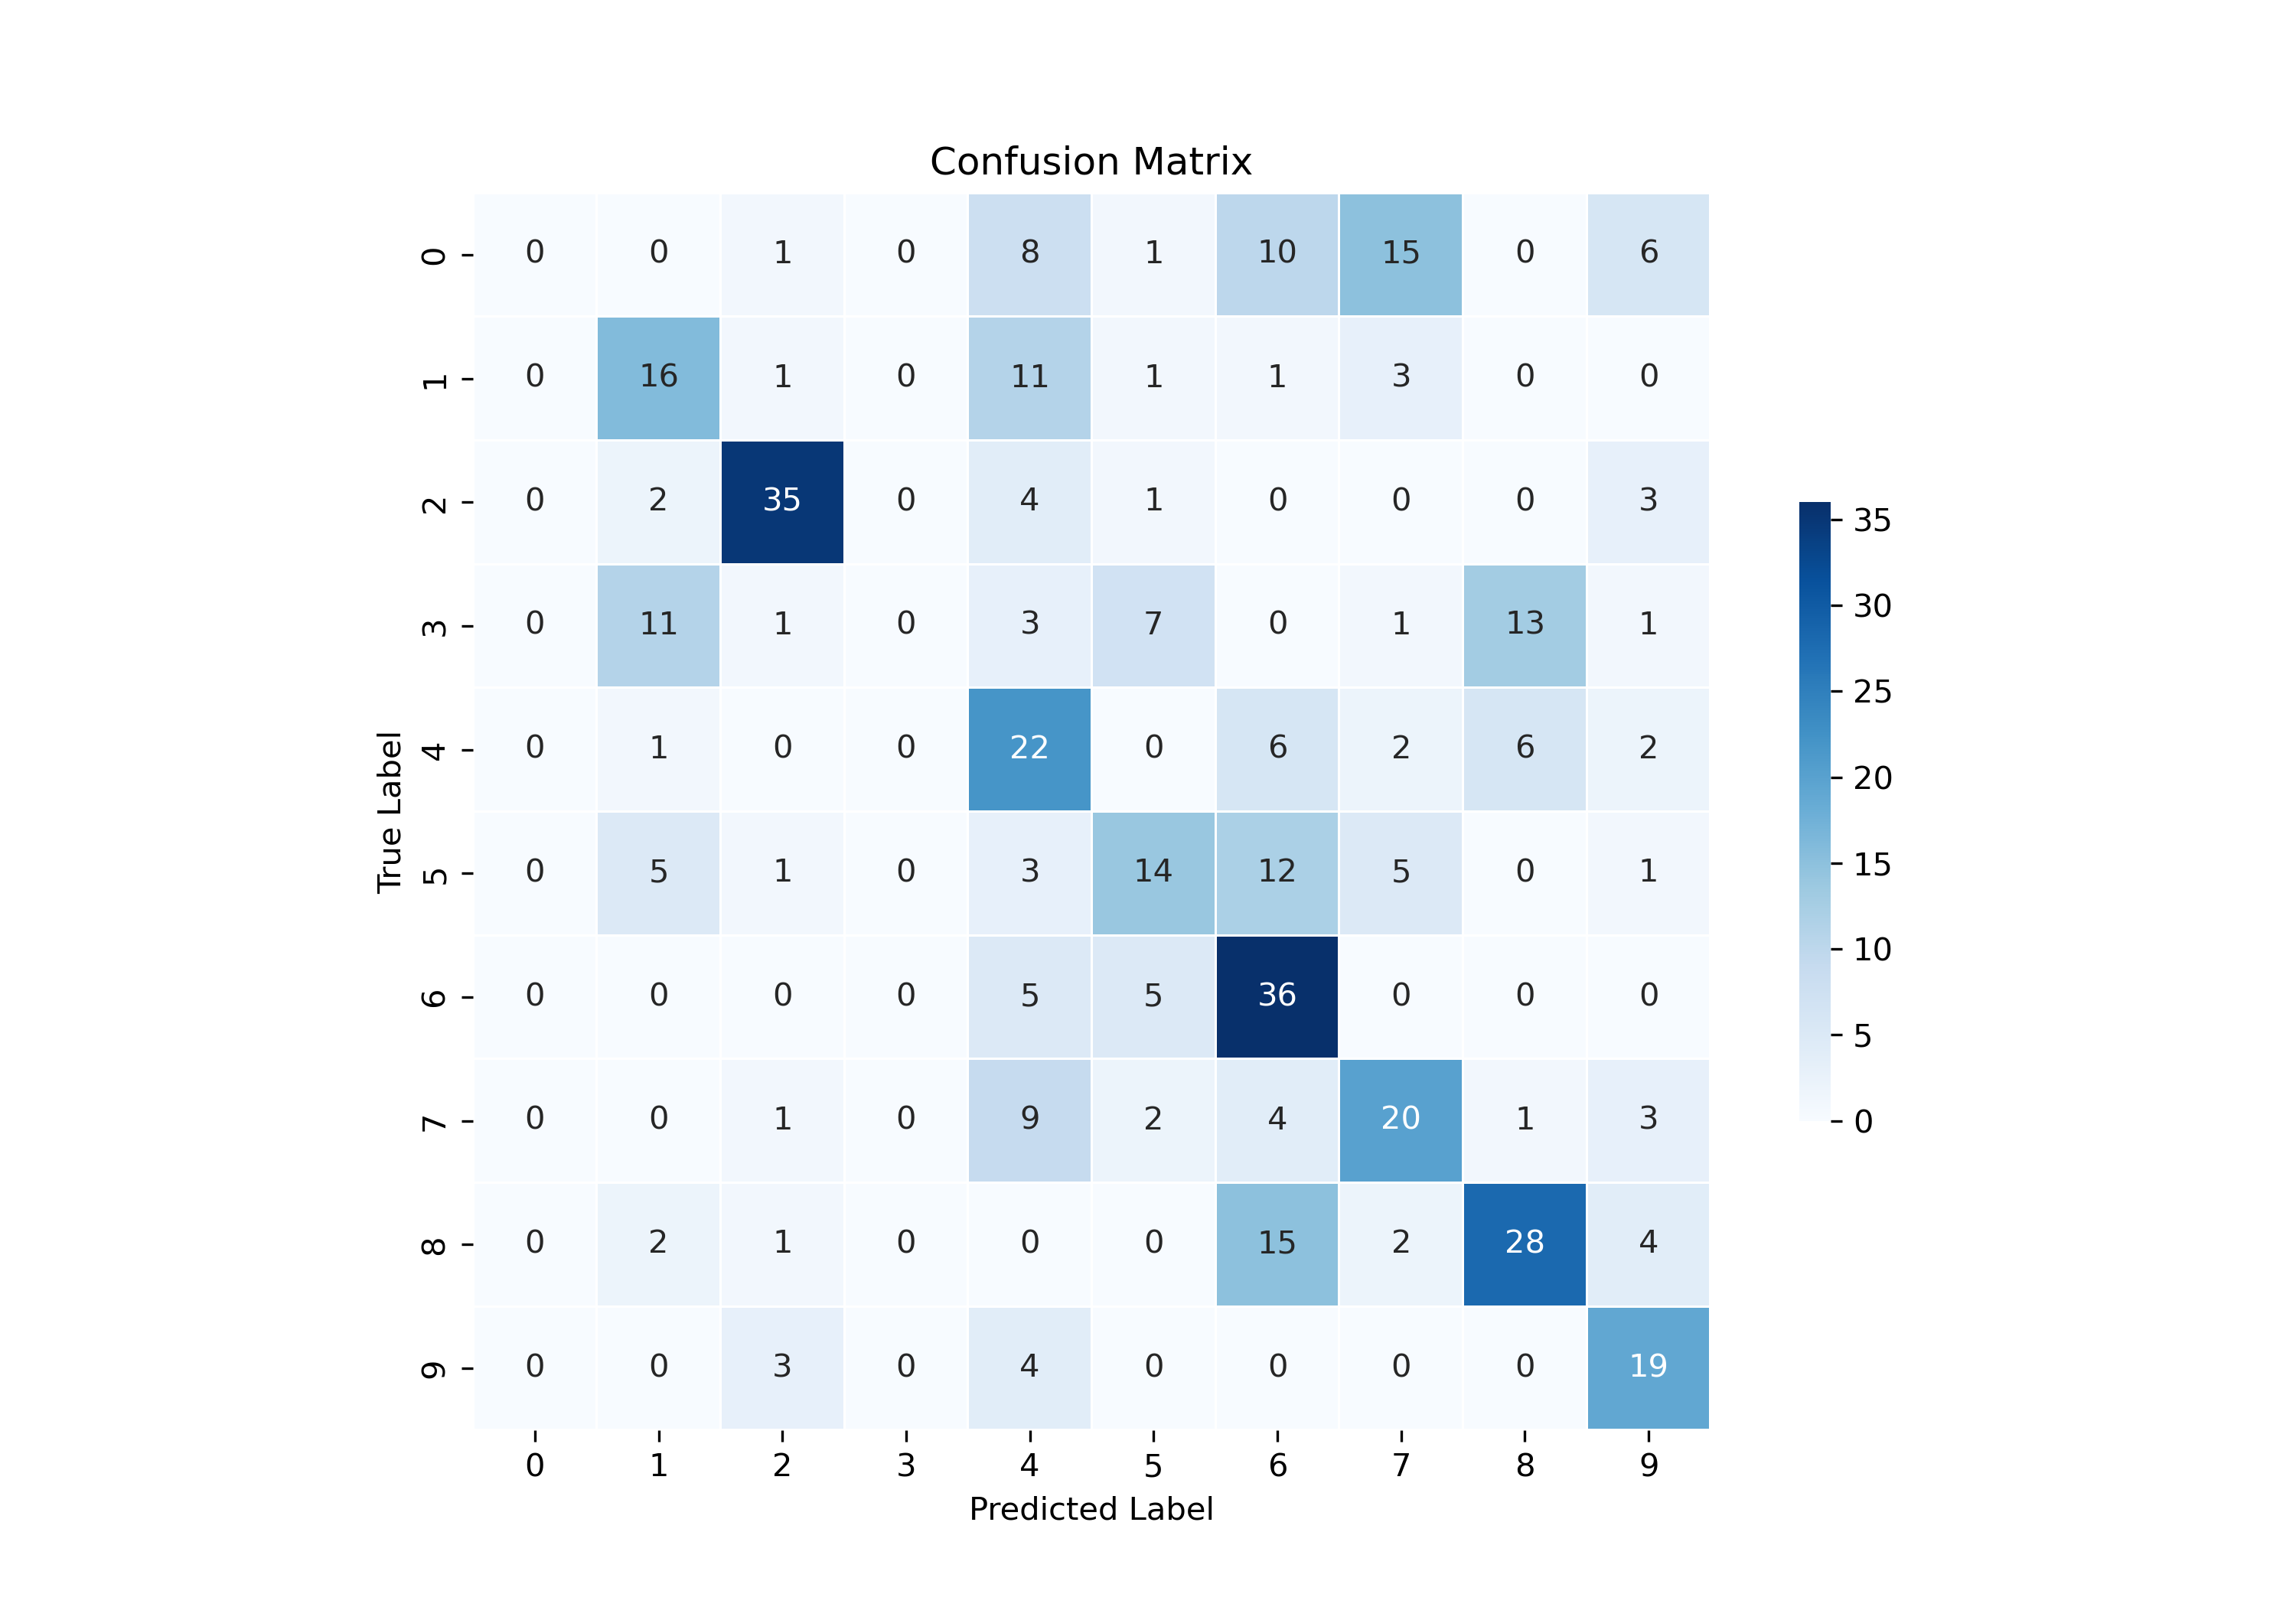 Confusion Matrix
True Label
0 0 0 1 0 8 1 10 15 0 6
1 0 16 1 0 11 1 1 3 0 0
2 0 2 35 0 4 1 0 0 0 3
3 0 11 1 0 3 7 0 1 13 1
4 0 1 0 0 22 0 6 2 6 2
5 0 5 1 0 3 14 12 5 0 1
6 0 0 0 0 5 5 36 0 0 0
7 0 0 1 0 9 2 4 20 1 3
8 0 2 1 0 0 0 15 2 28 4
9 0 0 3 0 4 0 0 0 0 19
0 1 2 3 4 5 6 7 8 9
Predicted Label
35
30
25
20
15
10
5
0